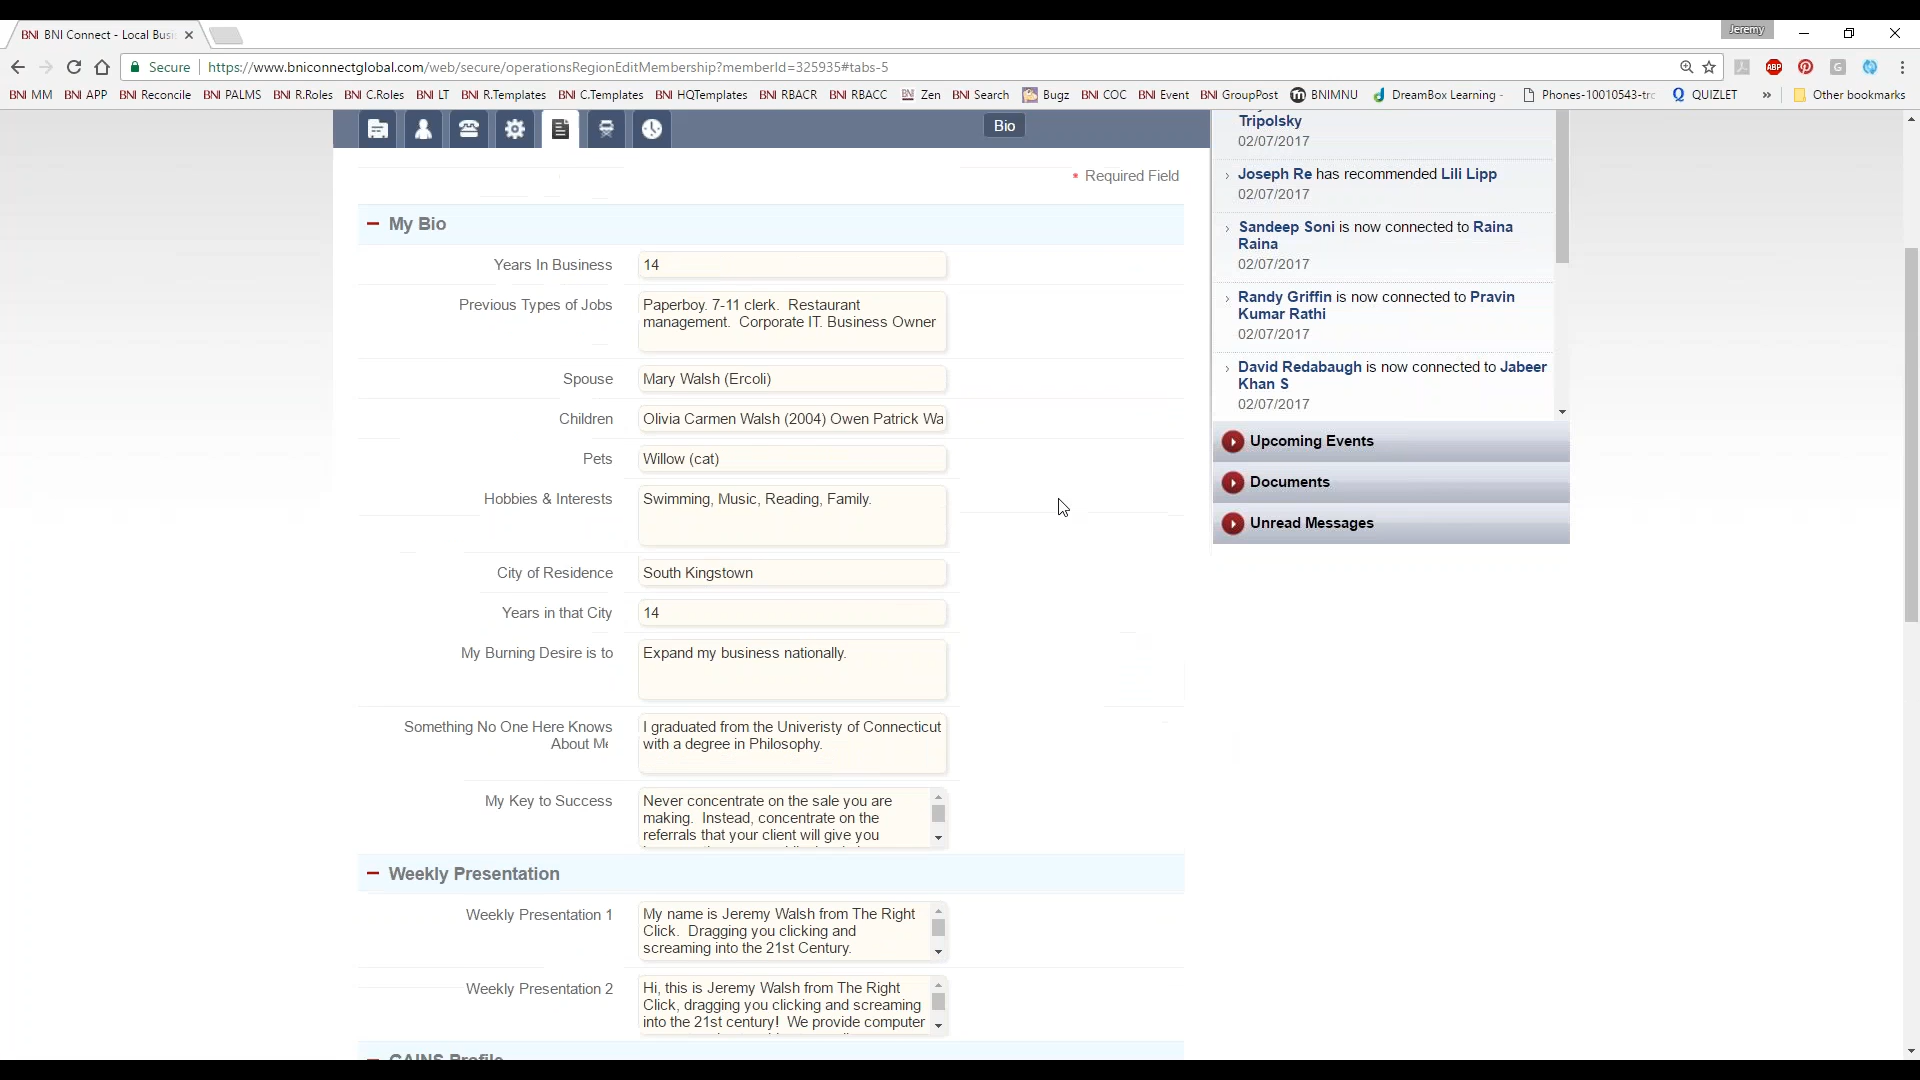 BNI BNI Connect - Local Busi
Jeremy
Secure https://www.bniconnectglobal.com/web/secure/operationsRegionEditMembership?memberId=325935#tabs-5
BNI MM BNI APP BNI Reconcile BNI PALMS BNI R.Roles BNI C.Roles BNI LT BNI R.Templates BNI C.Templates BNI HQTemplates BNI RBACR BNI RBACC BNI Zen BNI Search Bugz BNI COC BNI Event BNI GroupPost BNIMNU DreamBox Learning - Phones-10010543-trc QUIZLET » Other bookmarks
Bio
* Required Field
My Bio
Years In Business 14
Previous Types of Jobs Paperboy. 7-11 clerk. Restaurant
management. Corporate IT. Business Owner
Spouse Mary Walsh (Ercoli)
Children Olivia Carmen Walsh (2004) Owen Patrick Wa
Pets Willow (cat)
Hobbies & Interests Swimming, Music, Reading, Family.
City of Residence South Kingstown
Years in that City 14
My Burning Desire is to Expand my business nationally.
Something No One Here Knows I graduated from the Univeristy of Connecticut
About Me with a degree in Philosophy.
My Key to Success Never concentrate on the sale you are
making. Instead, concentrate on the
referrals that your client will give you
Weekly Presentation
Weekly Presentation 1 My name is Jeremy Walsh from The Right
Click. Dragging you clicking and
screaming into the 21st Century.
Weekly Presentation 2 Hi, this is Jeremy Walsh from The Right
Click, dragging you clicking and screaming
into the 21st century! We provide computer
GAINS Profile
Tripolsky
02/07/2017
Joseph Re has recommended Lili Lipp
02/07/2017
Sandeep Soni is now connected to Raina
Raina
02/07/2017
Randy Griffin is now connected to Pravin
Kumar Rathi
02/07/2017
David Redabaugh is now connected to Jabeer
Khan S
02/07/2017
Upcoming Events
Documents
Unread Messages